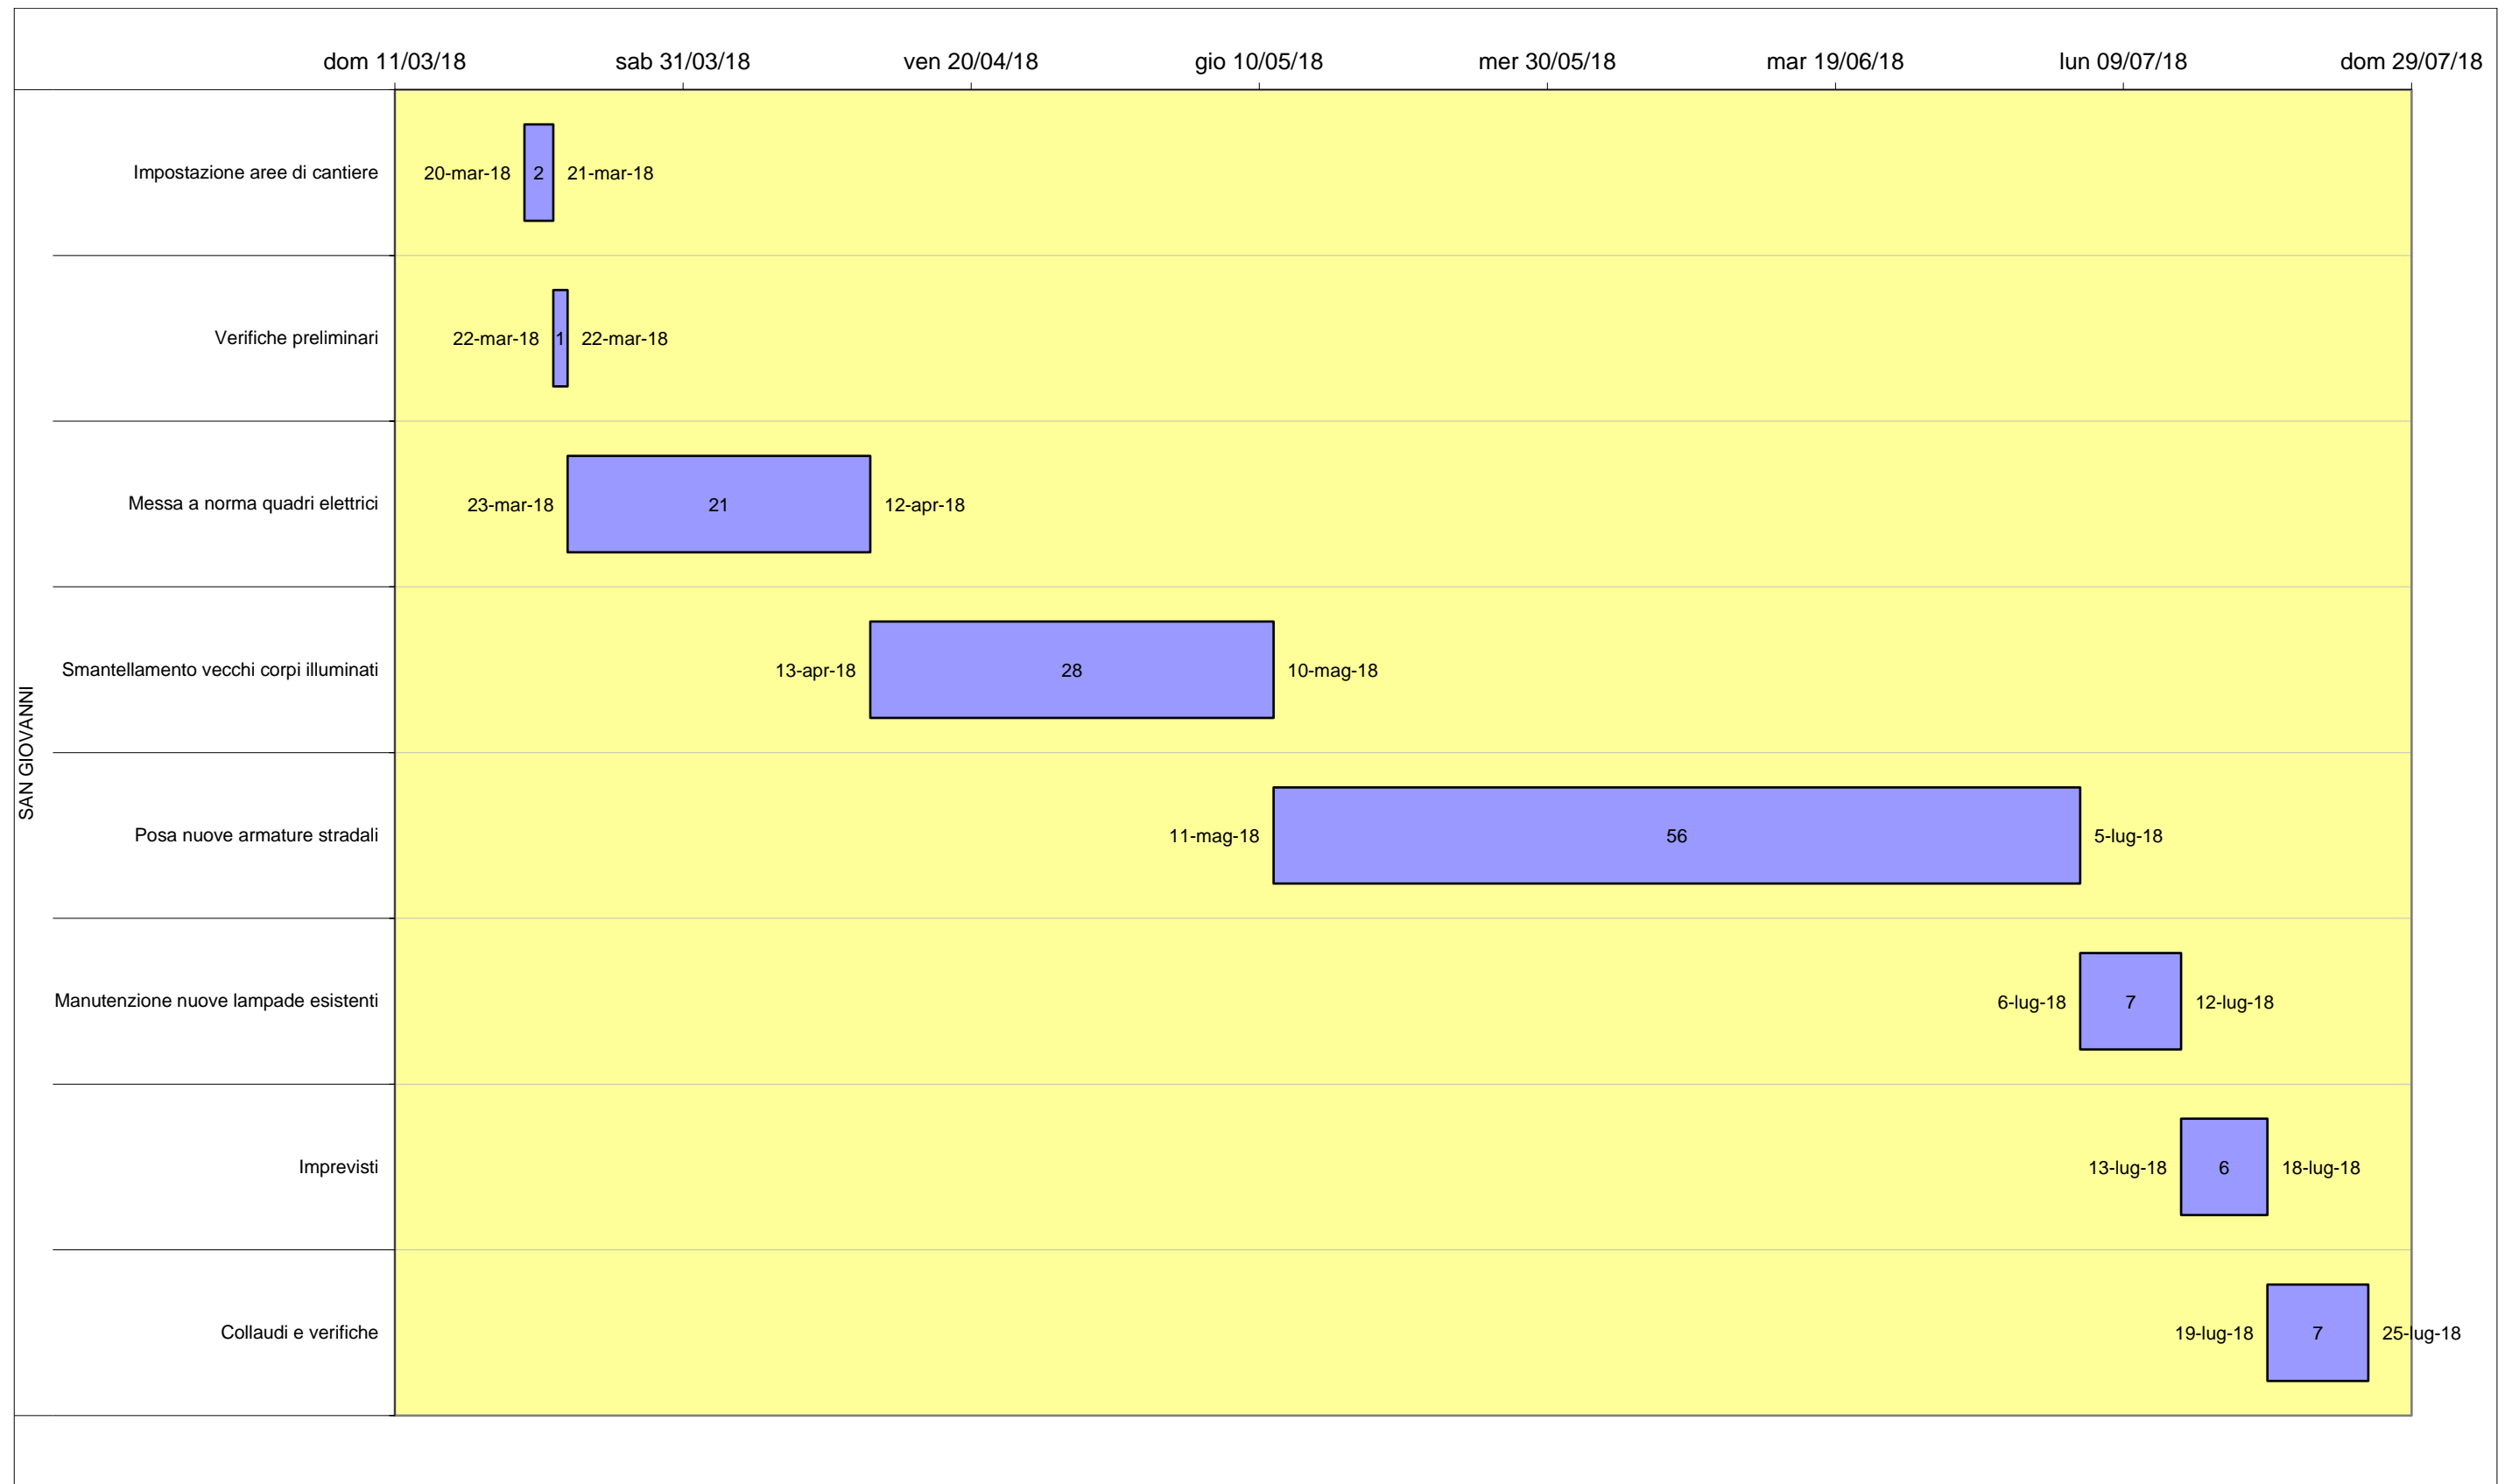 dom 11/03/18 sab 31/03/18 ven 20/04/18 gio 10/05/18 mer 30/05/18 mar 19/06/18 lun 09/07/18 dom 29/07/18
SAN GIOVANNI
Impostazione aree di cantiere 20-mar-18 2 21-mar-18
Verifiche preliminari 22-mar-18 1 22-mar-18
Messa a norma quadri elettrici 23-mar-18 21 12-apr-18
Smantellamento vecchi corpi illuminati 13-apr-18 28 10-mag-18
Posa nuove armature stradali 11-mag-18 56 5-lug-18
Manutenzione nuove lampade esistenti 6-lug-18 7 12-lug-18
Imprevisti 13-lug-18 6 18-lug-18
Collaudi e verifiche 19-lug-18 7 25-lug-18